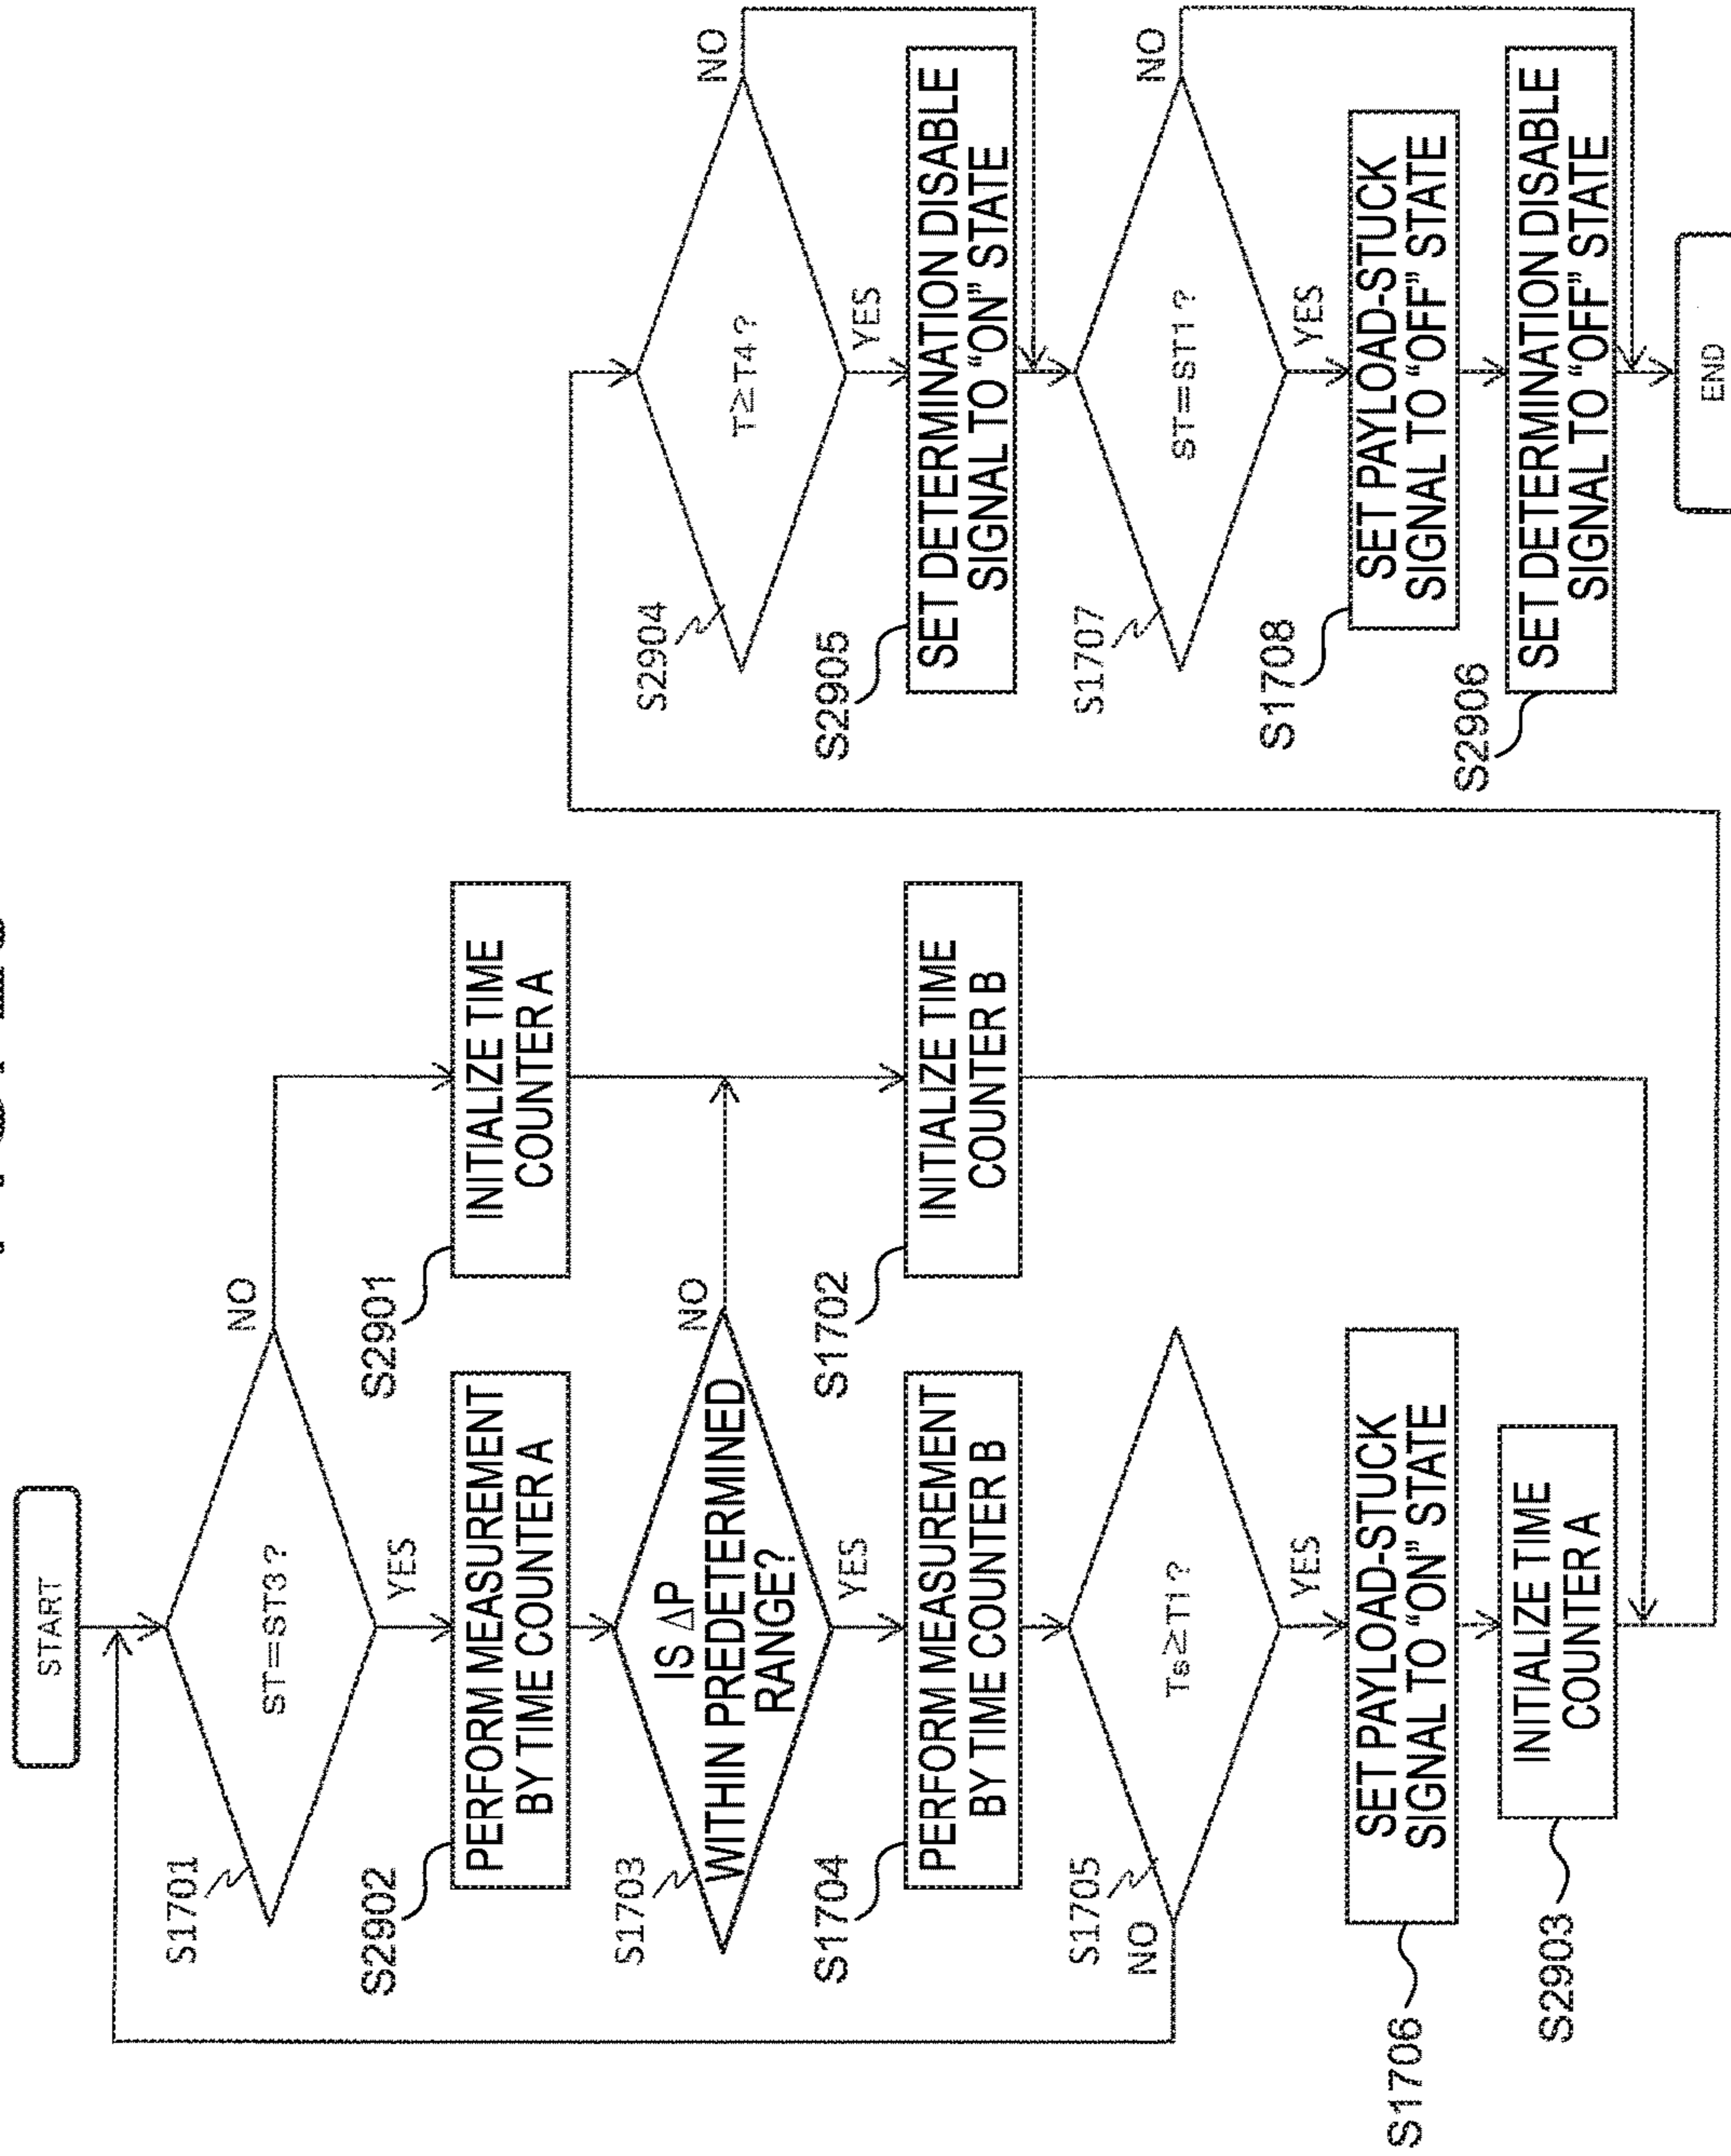 START
S1701
ST=ST3?
NO
YES
S2902
PERFORM MEASUREMENT
BY TIME COUNTER A
S2901
INITIALIZE TIME
COUNTER A
S1703
IS ΔP
WITHIN PREDETERMINED
RANGE?
NO
YES
S1704
PERFORM MEASUREMENT
BY TIME COUNTER B
S1702
INITIALIZE TIME
COUNTER B
S1705
NO
Ts≥T1?
YES
S1706
SET PAYLOAD-STUCK
SIGNAL TO "ON" STATE
S2903
INITIALIZE TIME
COUNTER A
S2904
T≥T4?
NO
YES
S2905
SET DETERMINATION DISABLE
SIGNAL TO "ON" STATE
S1707
ST=ST1?
NO
YES
S1708
SET PAYLOAD-STUCK
SIGNAL TO "OFF" STATE
S2906
SET DETERMINATION DISABLE
SIGNAL TO "OFF" STATE
END